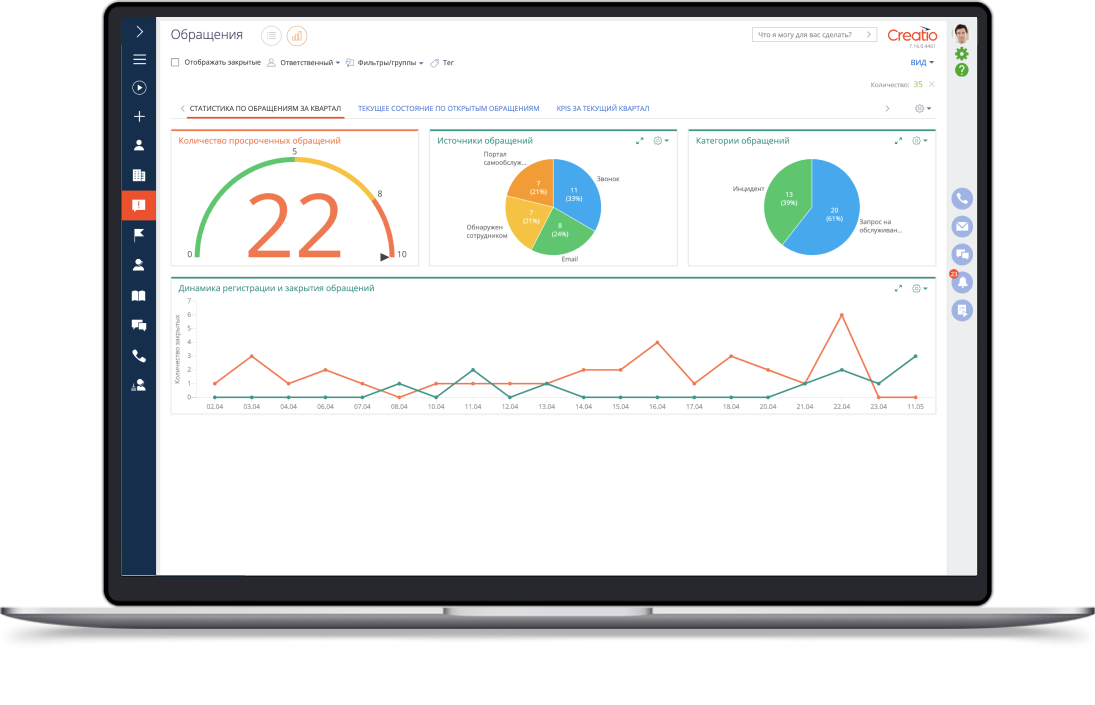 Обращения
Что я могу для вас сделать?
Creatio
7.16.0.4461
Отображать закрытые
Ответственный
Фильтры/группы
Тег
ВИД
Количество: 35
СТАТИСТИКА ПО ОБРАЩЕНИЯМ ЗА КВАРТАЛ
ТЕКУЩЕЕ СОСТОЯНИЕ ПО ОТКРЫТЫМ ОБРАЩЕНИЯМ
KPIS ЗА ТЕКУЩИЙ КВАРТАЛ
Количество просроченных обращений
5
8
22
0
10
Источники обращений
Портал
самообслуж...
7
(21%)
11
(33%)
Звонок
7
(21%)
8
(24%)
Обнаружен
сотрудником
Email
Категории обращений
Инцидент
13
(39%)
20
(61%)
Запрос на
обслуживан...
23
Динамика регистрации и закрытия обращений
Количество закрытых
7
6
5
4
3
2
1
0
02.04 03.04 04.04 06.04 07.04 08.04 10.04 11.04 12.04 13.04 14.04 15.04 16.04 17.04 18.04 20.04 21.04 22.04 23.04 11.05